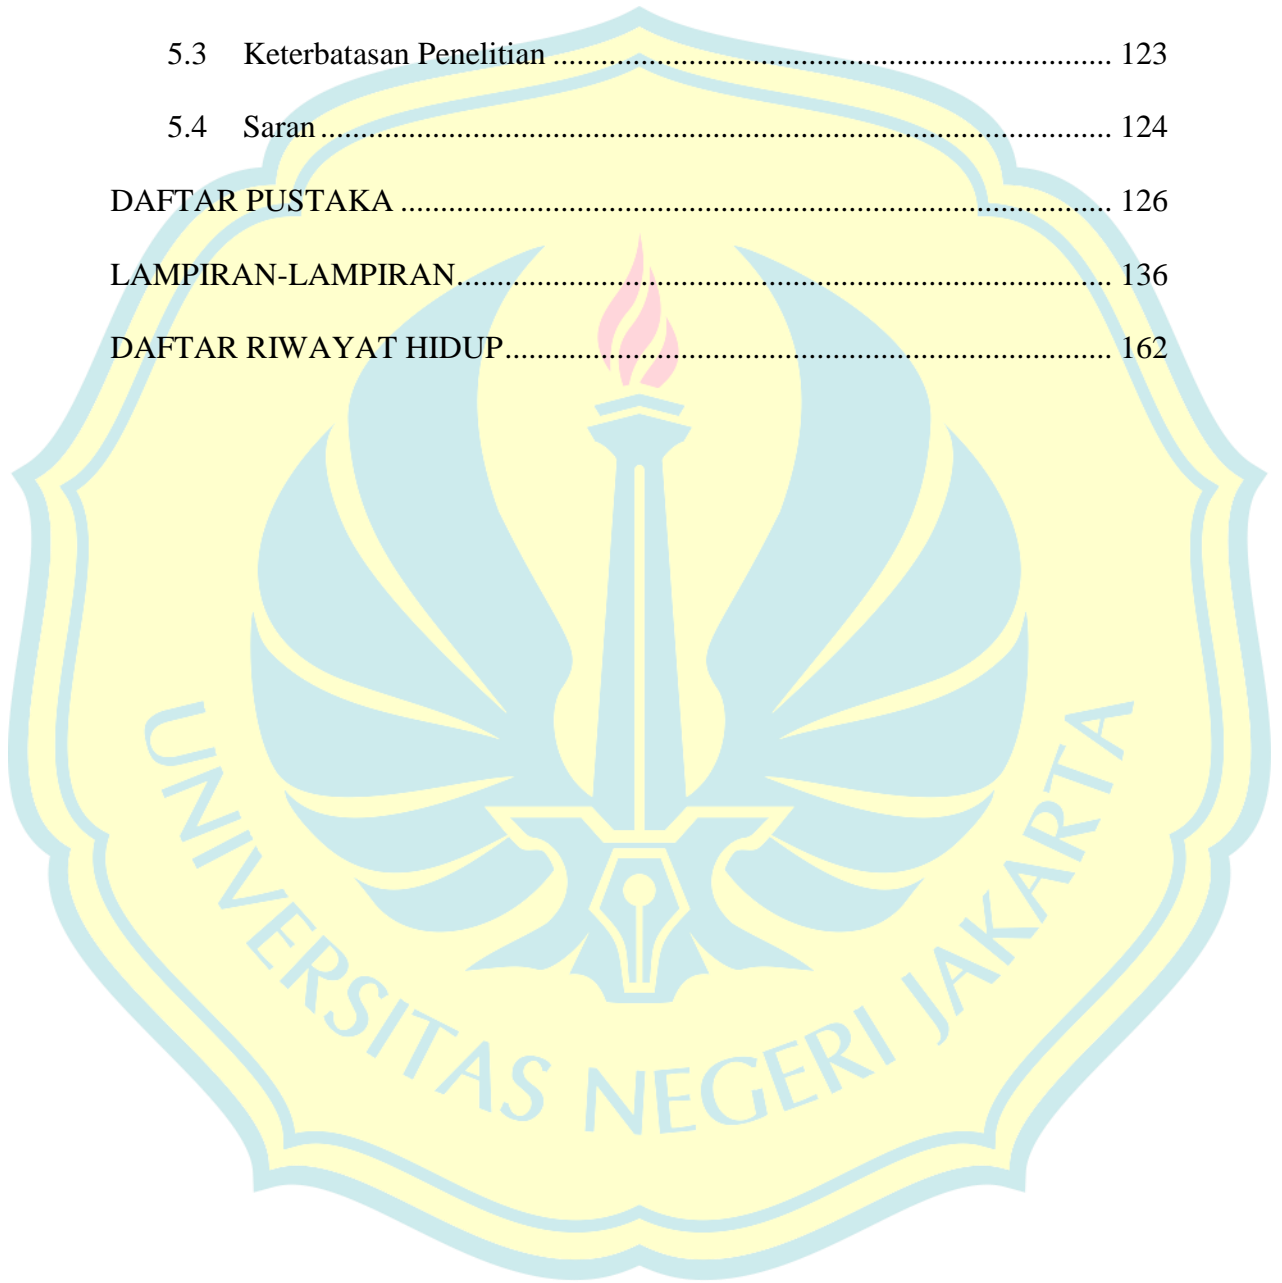 5.3 Keterbatasan Penelitian ...................................................................... 123
5.4 Saran ................................................................................................... 124
DAFTAR PUSTAKA ......................................................................................... 126
LAMPIRAN-LAMPIRAN.................................................................................. 136
DAFTAR RIWAYAT HIDUP............................................................................ 162
UNIVERSITAS NEGERI JAKARTA